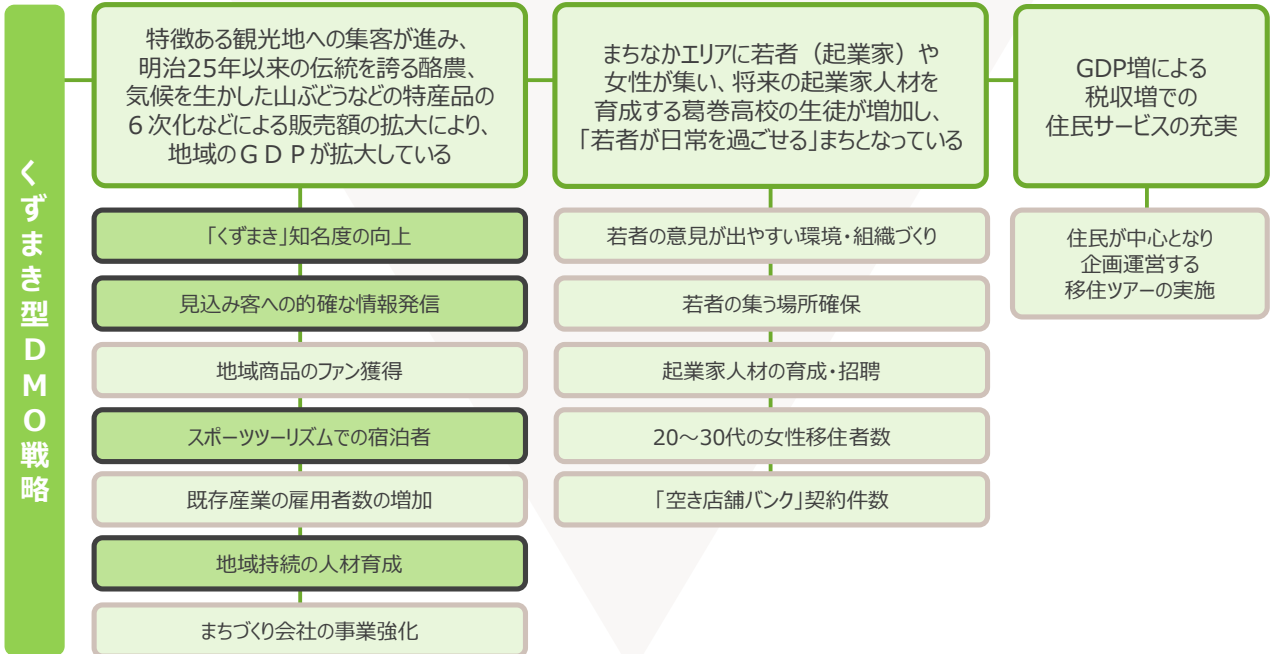 くずまき型DMO戦略
特徴ある観光地への集客が進み、
明治25年以来の伝統を誇る酪農、
気候を生かした山ぶどうなどの特産品の
６次化などによる販売額の拡大により、
地域のＧＤＰが拡大している
「くずまき」知名度の向上
見込み客への的確な情報発信
地域商品のファン獲得
スポーツツーリズムでの宿泊者
既存産業の雇用者数の増加
地域持続の人材育成
まちづくり会社の事業強化
まちなかエリアに若者（起業家）や
女性が集い、将来の起業家人材を
育成する葛巻高校の生徒が増加し、
「若者が日常を過ごせる」まちとなっている
若者の意見が出やすい環境・組織づくり
若者の集う場所確保
起業家人材の育成・招聘
20～30代の女性移住者数
「空き店舗バンク」契約件数
GDP増による
税収増での
住民サービスの充実
住民が中心となり
企画運営する
移住ツアーの実施